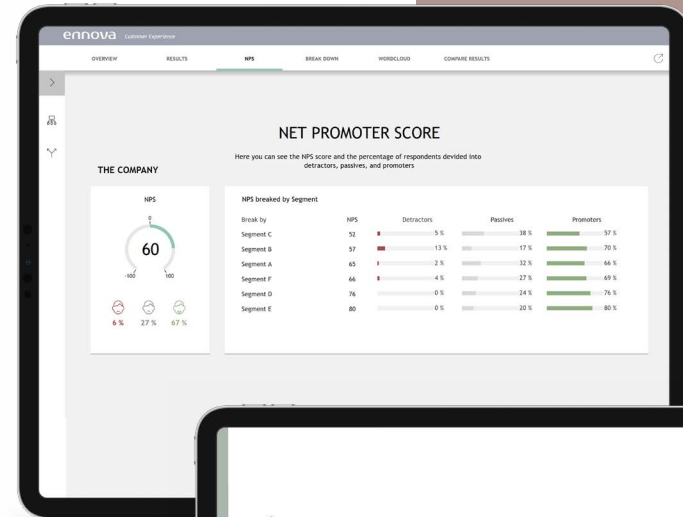 ennova Customer Experience
OVERVIEW RESULTS NPS BREAK DOWN WORDCLOUD COMPARE RESULTS
NET PROMOTER SCORE
Here you can see the NPS score and the percentage of respondents devided into
detractors, passives, and promoters
THE COMPANY
NPS
0
60
-100 100
6 % 27 % 67 %
NPS breaked by Segment
Break by NPS Detractors Passives Promoters
Segment C 52 5 % 38 % 57 %
Segment B 57 13 % 17 % 70 %
Segment A 65 2 % 32 % 66 %
Segment F 66 4 % 27 % 69 %
Segment D 76 0 % 24 % 76 %
Segment E 80 0 % 20 % 80 %